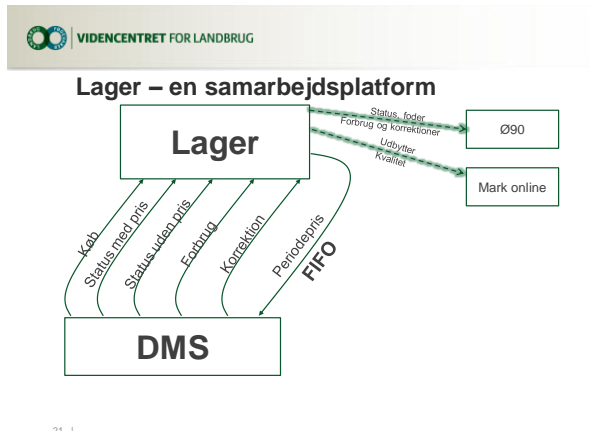 VIDENCENTRET FOR LANDBRUG
Lager – en samarbejdsplatform
Lager
Status, foder
Forbrug og korrektioner
Ø90
Udbytter
Kvalitet
Mark online
Køb
Status med pris
Status uden pris
Forbrug
Korrektion
Periodepris
FIFO
DMS
21 |